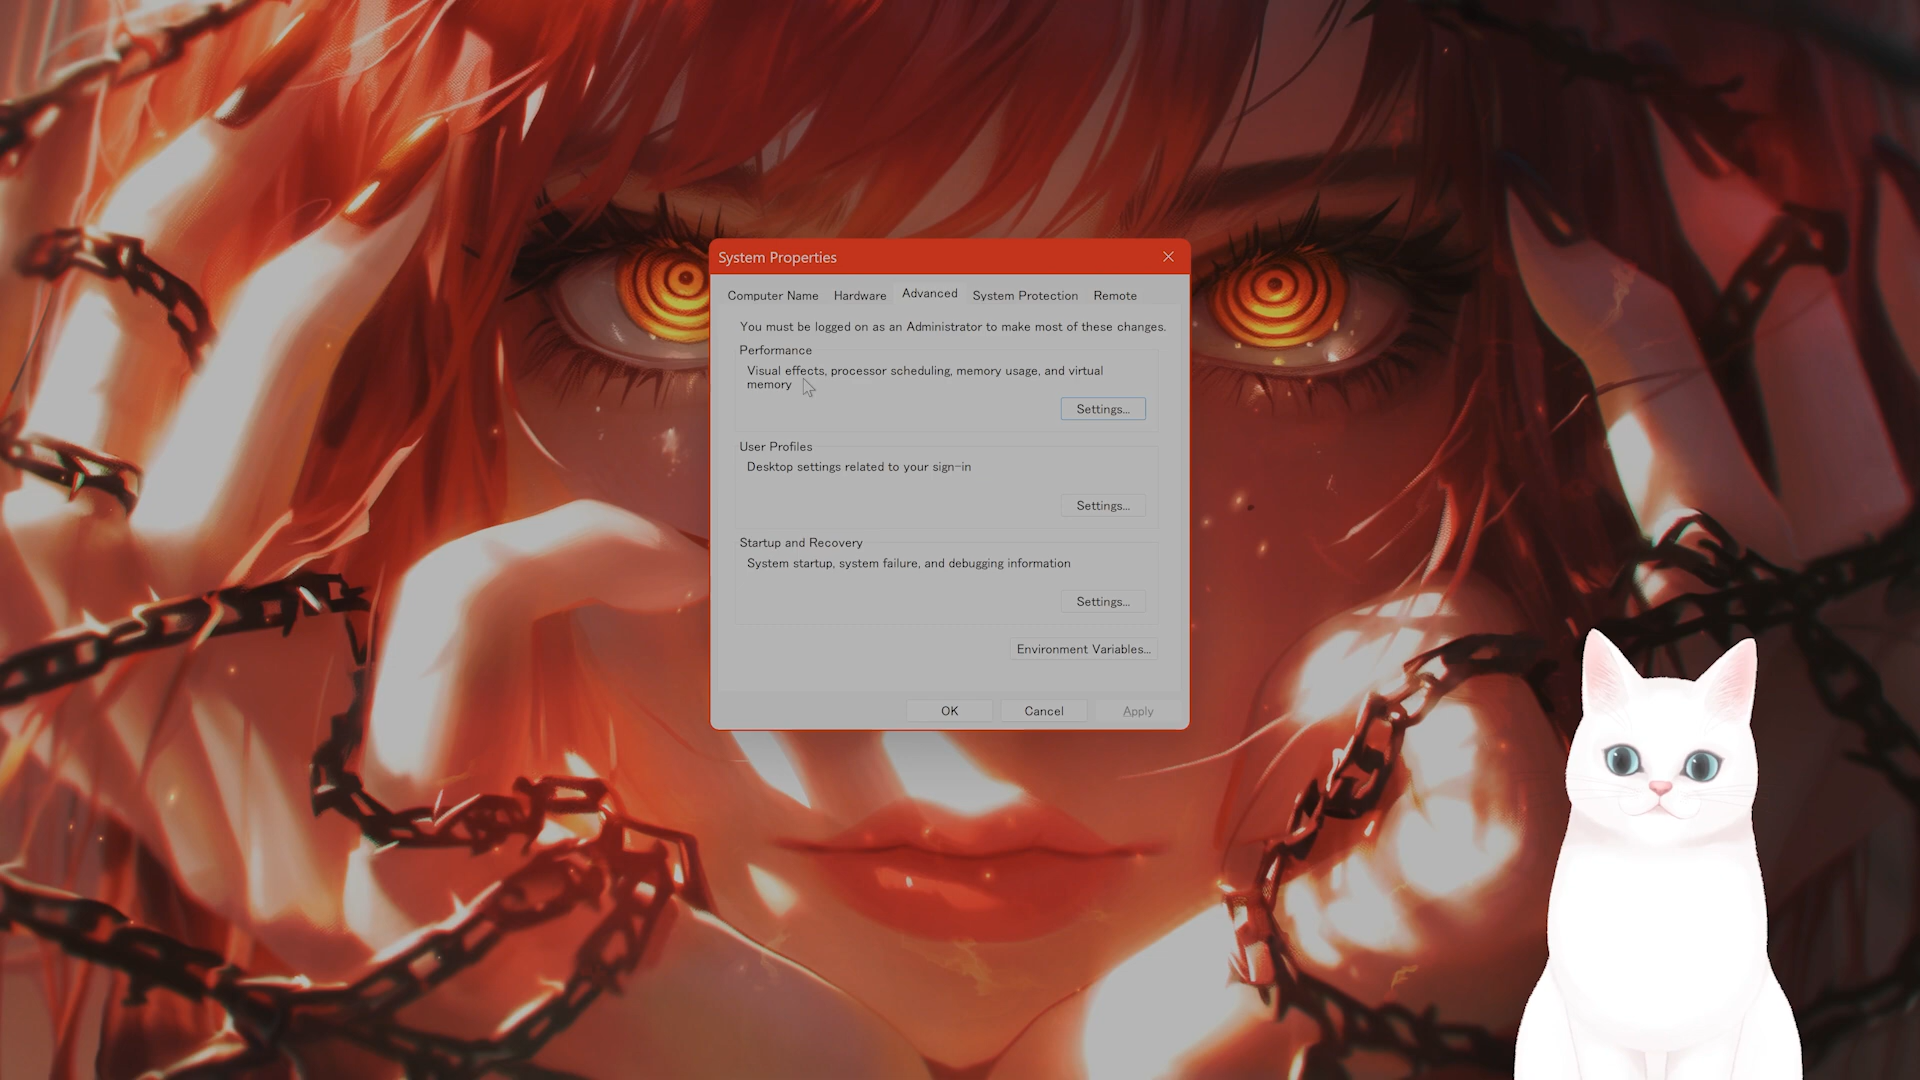 System Properties
Computer Name Hardware Advanced System Protection Remote
You must be logged on as an Administrator to make most of these changes.
Performance
Visual effects, processor scheduling, memory usage, and virtual
memory
Settings...
User Profiles
Desktop settings related to your sign-in
Settings...
Startup and Recovery
System startup, system failure, and debugging information
Settings...
Environment Variables...
OK Cancel Apply